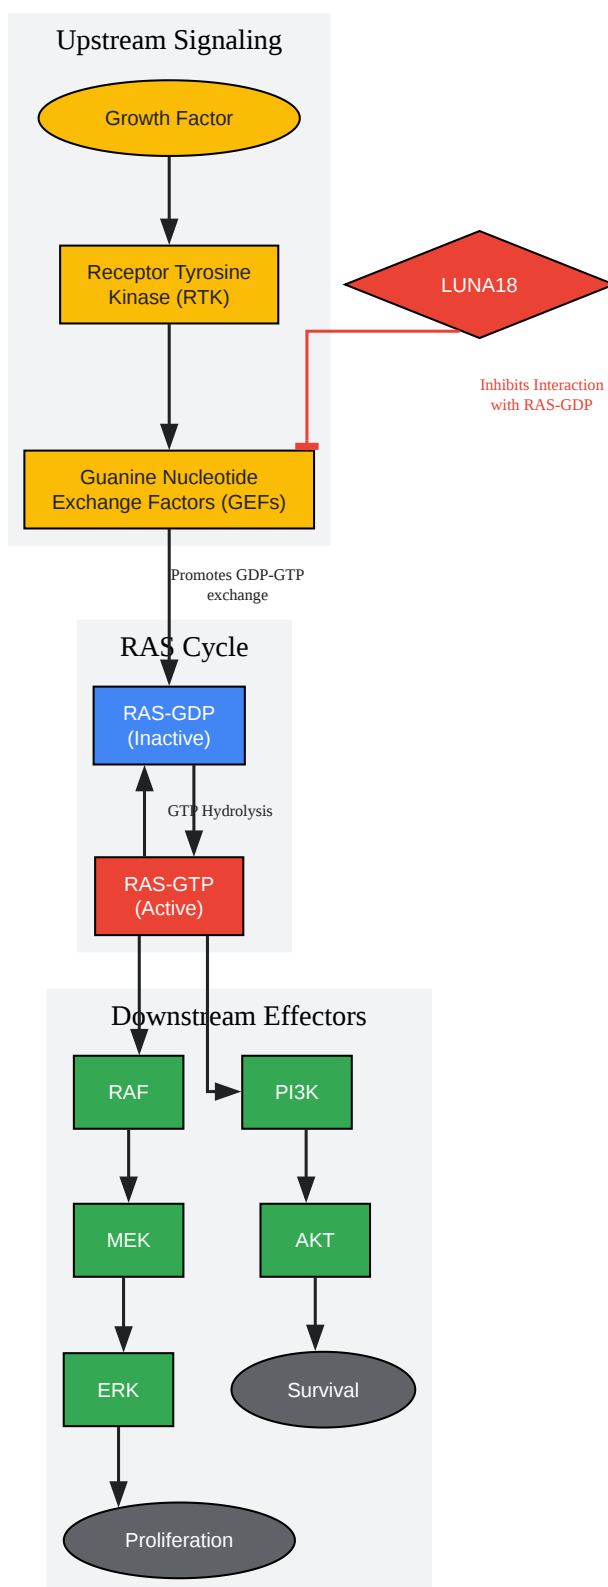 Upstream Signaling
Growth Factor
Receptor Tyrosine
Kinase (RTK)
LUNA18
Inhibits Interaction
with RAS-GDP
Guanine Nucleotide
Exchange Factors (GEFs)
Promotes GDP-GTP
exchange
RAS Cycle
RAS-GDP
(Inactive)
GTP Hydrolysis
RAS-GTP
(Active)
Downstream Effectors
RAF
PI3K
MEK
AKT
ERK
Survival
Proliferation